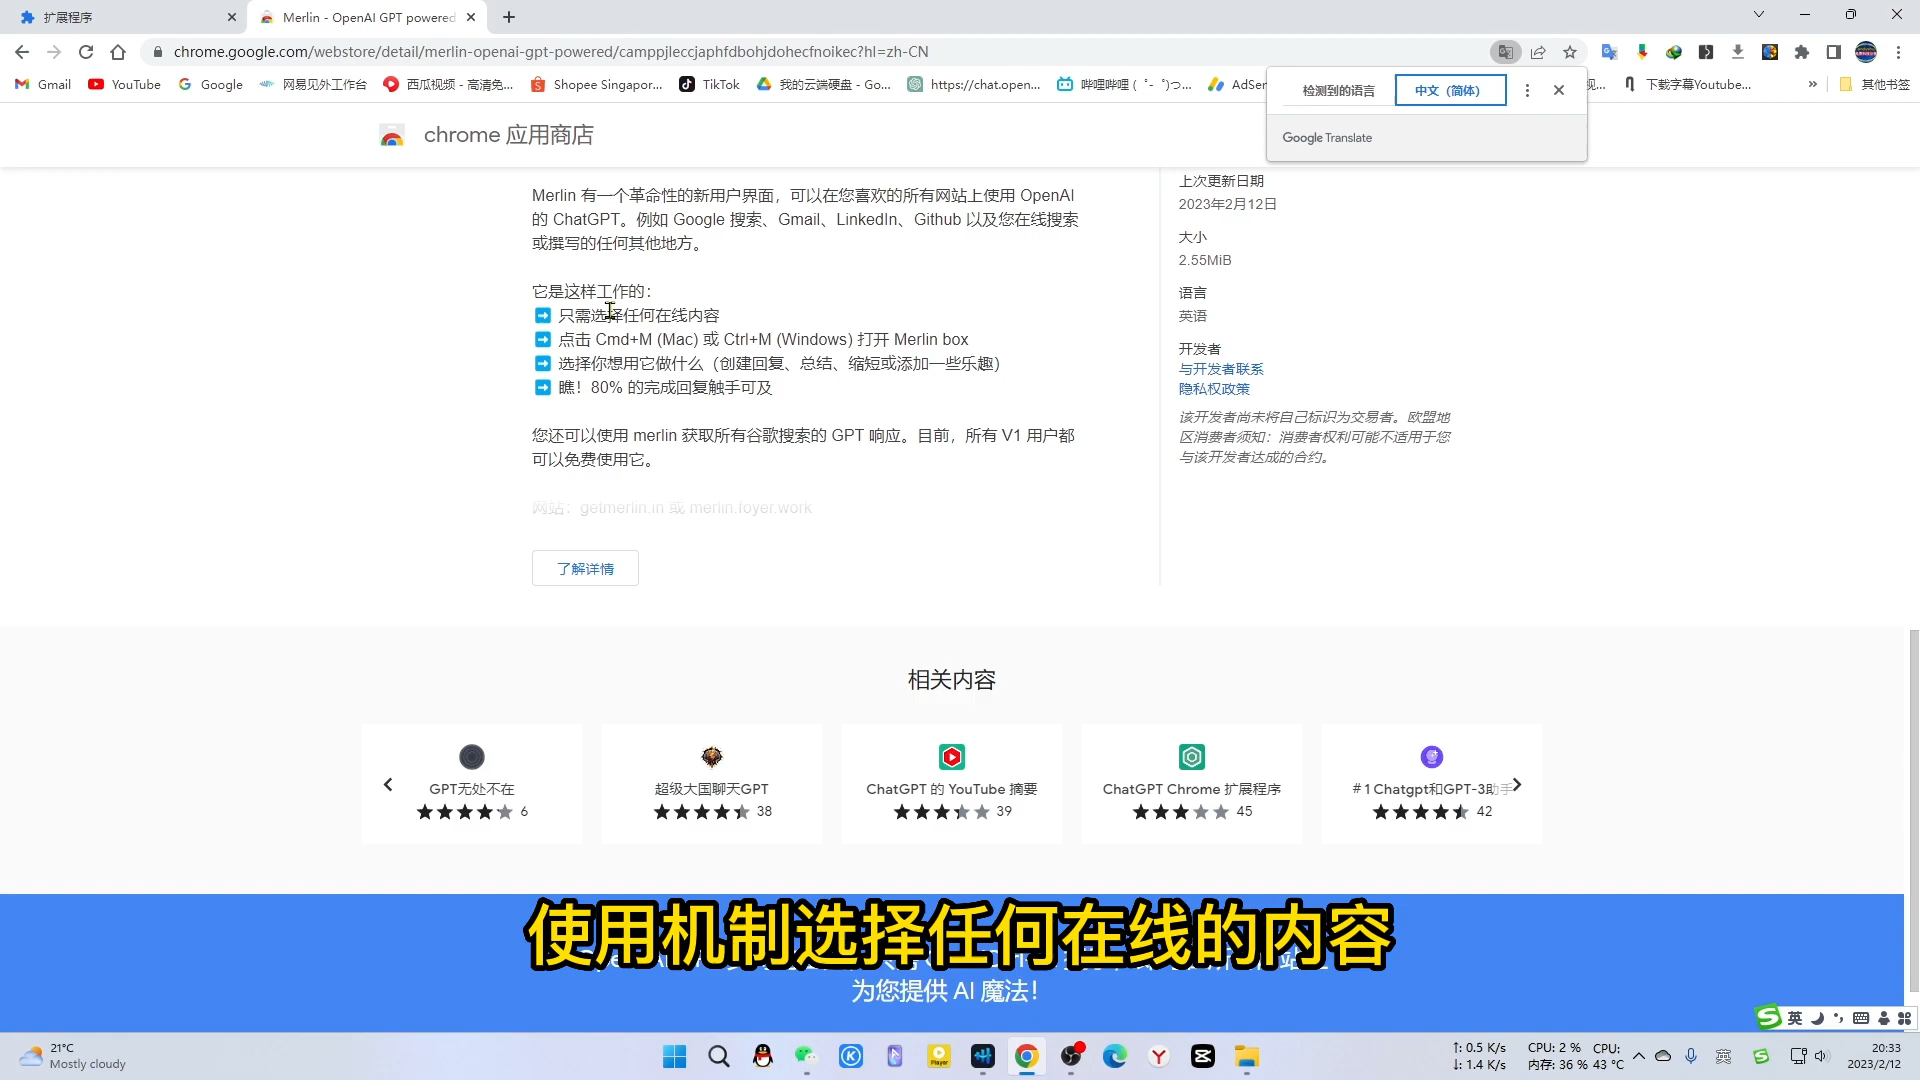 扩展程序
Merlin - OpenAI GPT powered
chrome.google.com/webstore/detail/merlin-openai-gpt-powered/camppjleccjaphfdbohjdohecfnoikec?hl=zh-CN
Gmail YouTube Google 网易见外工作台 西瓜视频 - 高清免... Shopee Singapor... TikTok 我的云端硬盘 - Go... https://chat.open... 哔哩哔哩 ( ゜- ゜)つ... AdSen 视... 下载字幕Youtube... » 其他书签
检测到的语言 中文（简体）
Google Translate
chrome 应用商店
Merlin 有一个革命性的新用户界面，可以在您喜欢的所有网站上使用 OpenAI
的 ChatGPT。例如 Google 搜索、Gmail、LinkedIn、Github 以及您在线搜索
或撰写的任何其他地方。
它是这样工作的：
➡️ 只需选择任何在线内容
➡️ 点击 Cmd+M (Mac) 或 Ctrl+M (Windows) 打开 Merlin box
➡️ 选择你想用它做什么（创建回复、总结、缩短或添加一些乐趣）
➡️ 瞧！80% 的完成回复触手可及
您还可以使用 merlin 获取所有谷歌搜索的 GPT 响应。目前，所有 V1 用户都
可以免费使用它。
网站：getmerlin.in 或 merlin.foyer.work
了解详情
上次更新日期
2023年2月12日
大小
2.55MiB
语言
英语
开发者
与开发者联系
隐私权政策
该开发者尚未将自己标识为交易者。欧盟地
区消费者须知：消费者权利可能不适用于您
与该开发者达成的合约。
相关内容
GPT无处不在
6
超级大国聊天GPT
38
ChatGPT 的 YouTube 摘要
39
ChatGPT Chrome 扩展程序
45
＃1 Chatgpt和GPT-3助手
42
使用机制选择任何在线的内容
为您提供 AI 魔法！
英
21°C
Mostly cloudy
Player
↑: 0.5 K/s CPU: 2 % CPU:
↓: 1.4 K/s 内存: 36 % 43 °C
英
20:33
2023/2/12